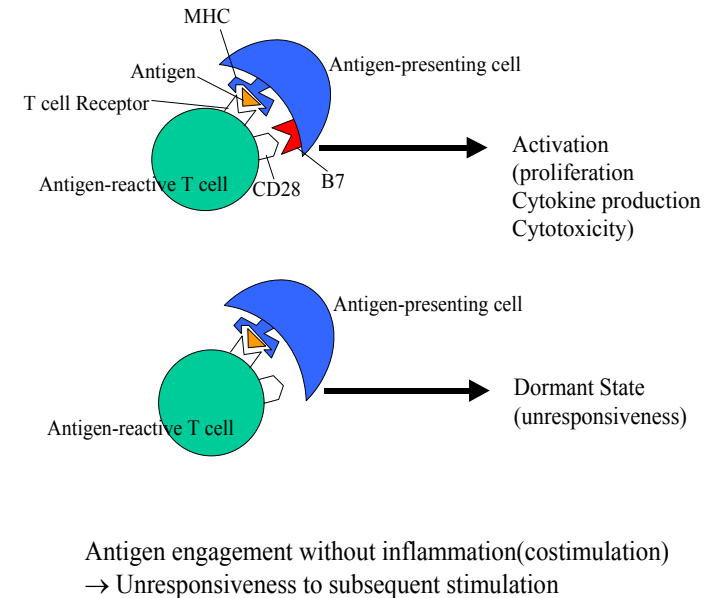 MHC
Antigen
Antigen-presenting cell
T cell Receptor
Activation
(proliferation
Cytokine production
Cytotoxicity)
Antigen-reactive T cell
CD28
B7
Antigen-presenting cell
Dormant State
(unresponsiveness)
Antigen-reactive T cell
Antigen engagement without inflammation(costimulation)
→ Unresponsiveness to subsequent stimulation